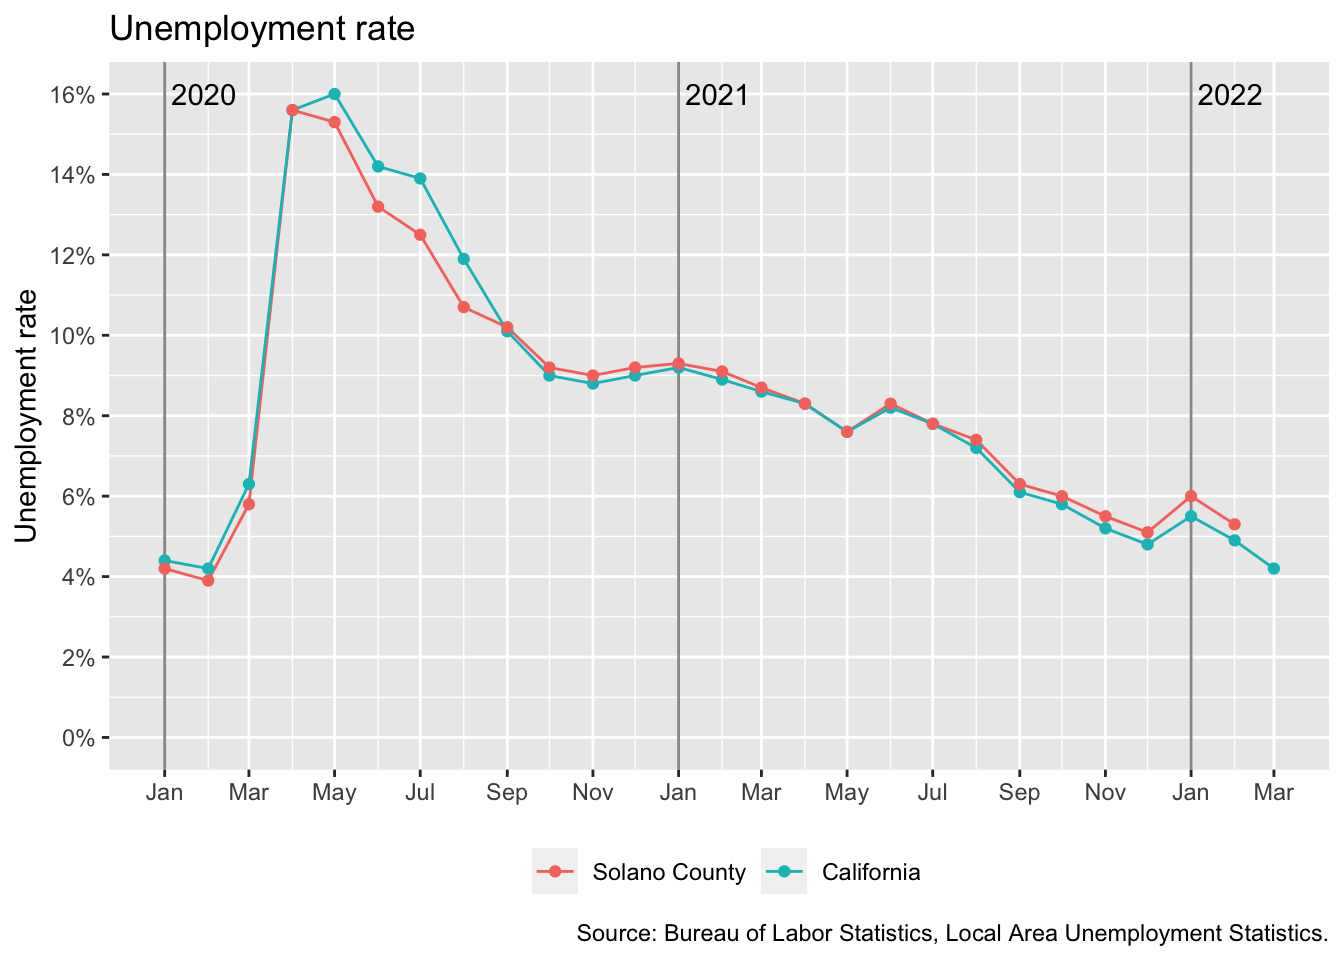 Unemployment rate
2020 2021 2022
Unemployment rate
16%
14%
12%
10%
8%
6%
4%
2%
0%
Jan Mar May Jul Sep Nov Jan Mar May Jul Sep Nov Jan Mar
Solano County California
Source: Bureau of Labor Statistics, Local Area Unemployment Statistics.